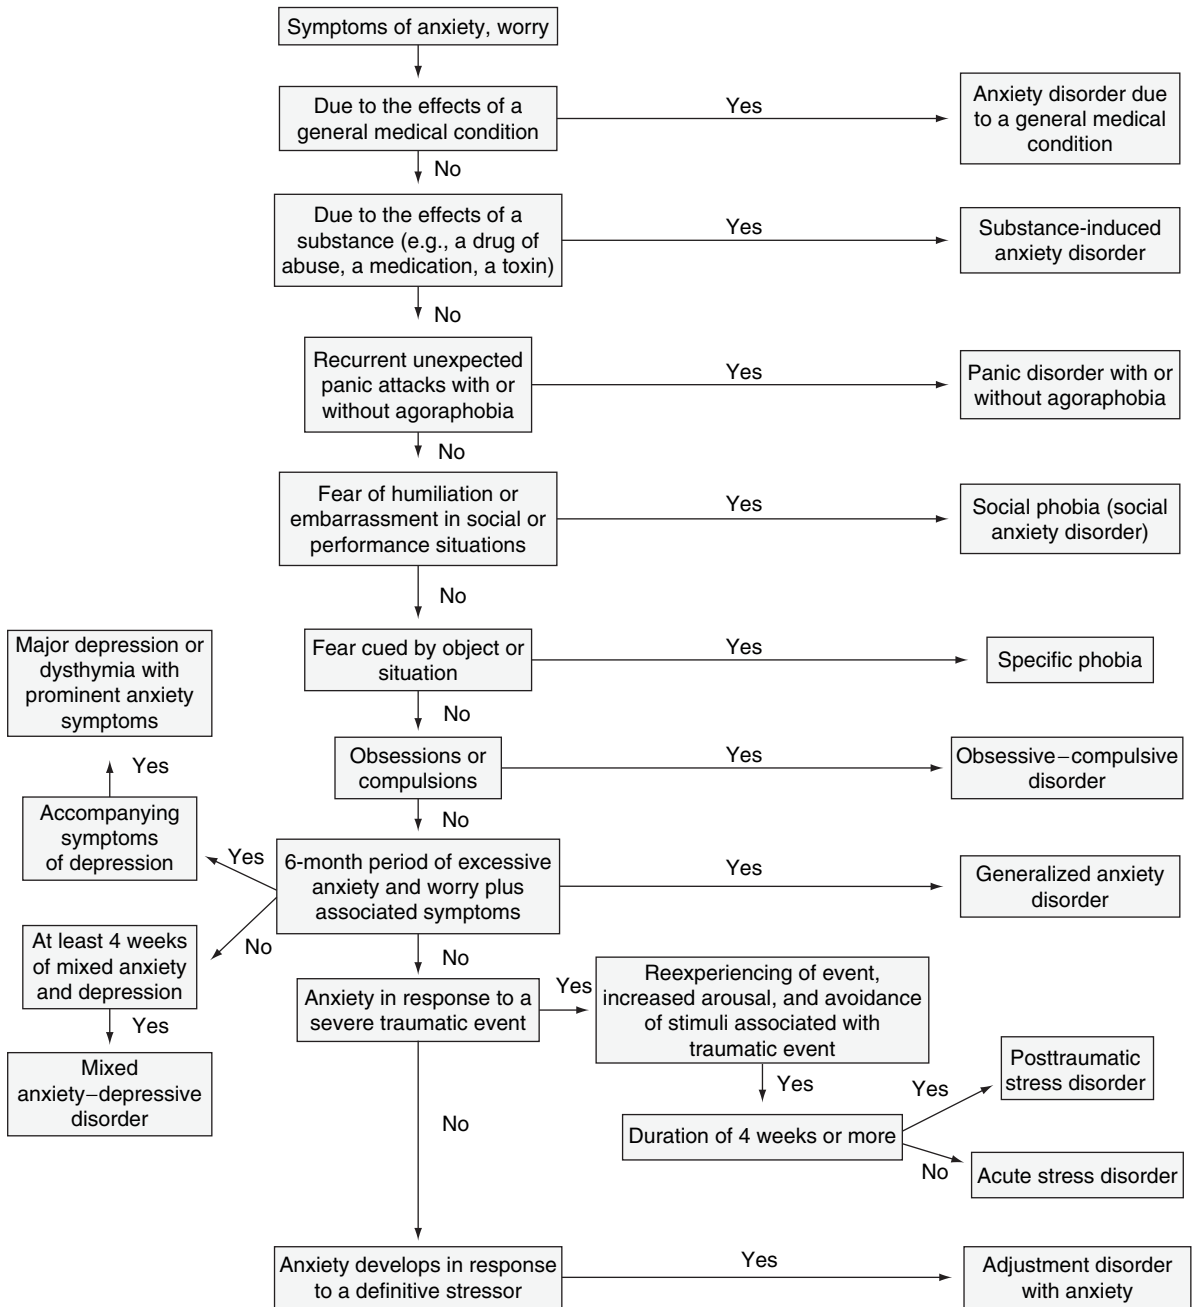 Symptoms of anxiety, worry
Due to the effects of a
general medical condition
Yes
Anxiety disorder due
to a general medical
condition
No
Due to the effects of a
substance (e.g., a drug of
abuse, a medication, a toxin)
Yes
Substance-induced
anxiety disorder
No
Recurrent unexpected
panic attacks with or
without agoraphobia
Yes
Panic disorder with or
without agoraphobia
No
Fear of humiliation or
embarrassment in social or
performance situations
Yes
Social phobia (social
anxiety disorder)
No
Fear cued by object or
situation
Yes
Specific phobia
No
Obsessions or
compulsions
Yes
Obsessive–compulsive
disorder
No
6-month period of excessive
anxiety and worry plus
associated symptoms
Yes
Generalized anxiety
disorder
Yes
Accompanying
symptoms
of depression
Yes
Major depression or
dysthymia with
prominent anxiety
symptoms
No
At least 4 weeks
of mixed anxiety
and depression
Yes
Mixed
anxiety–depressive
disorder
No
Anxiety in response to a
severe traumatic event
Yes
Reexperiencing of event,
increased arousal, and avoidance
of stimuli associated with
traumatic event
Yes
Duration of 4 weeks or more
Yes
Posttraumatic
stress disorder
No
Acute stress disorder
No
Anxiety develops in response
to a definitive stressor
Yes
Adjustment disorder
with anxiety